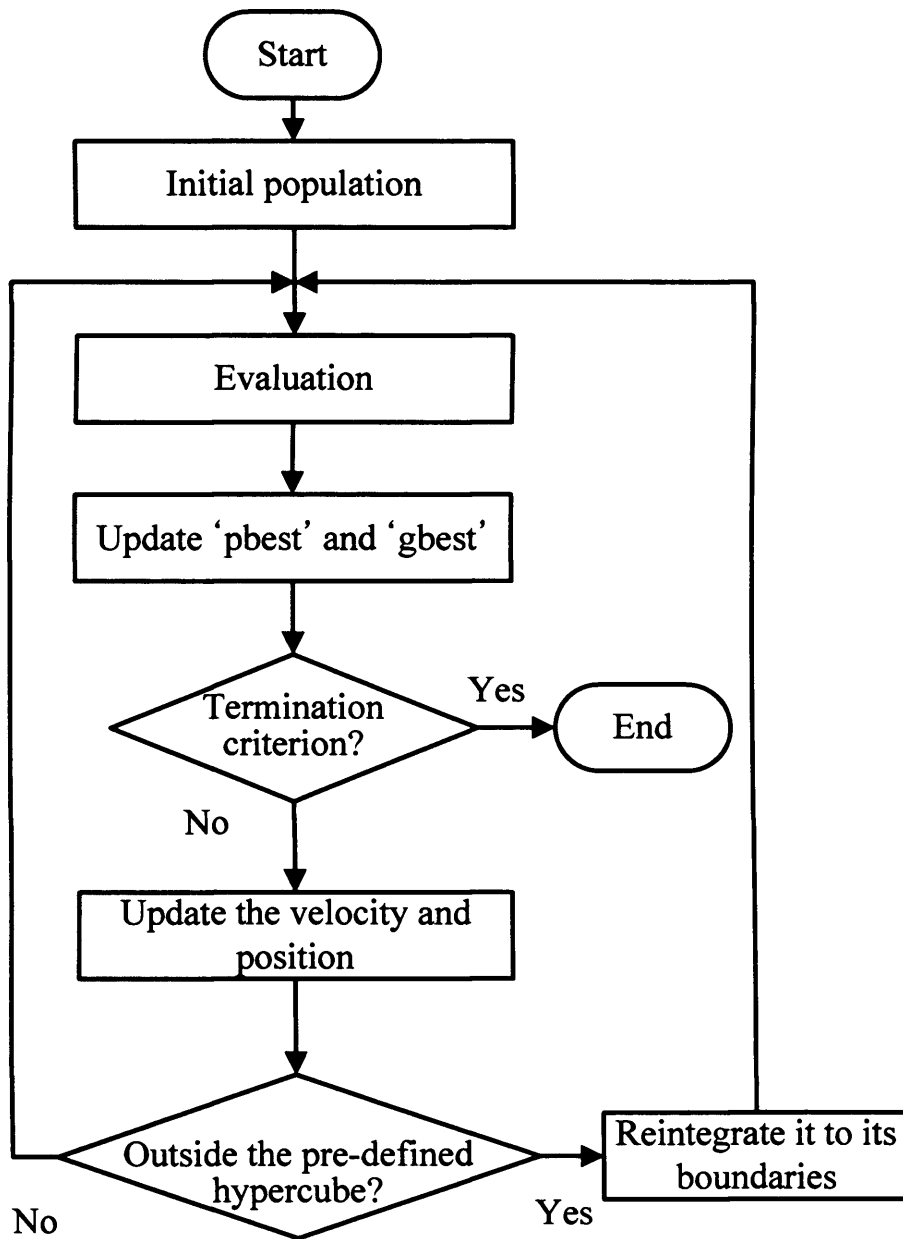 Start
Initial population
Evaluation
Update ‘pbest’ and ‘gbest’
Termination
criterion?
Yes
End
No
Update the velocity and
position
Outside the pre-defined
hypercube?
No
Yes
Reintegrate it to its
boundaries